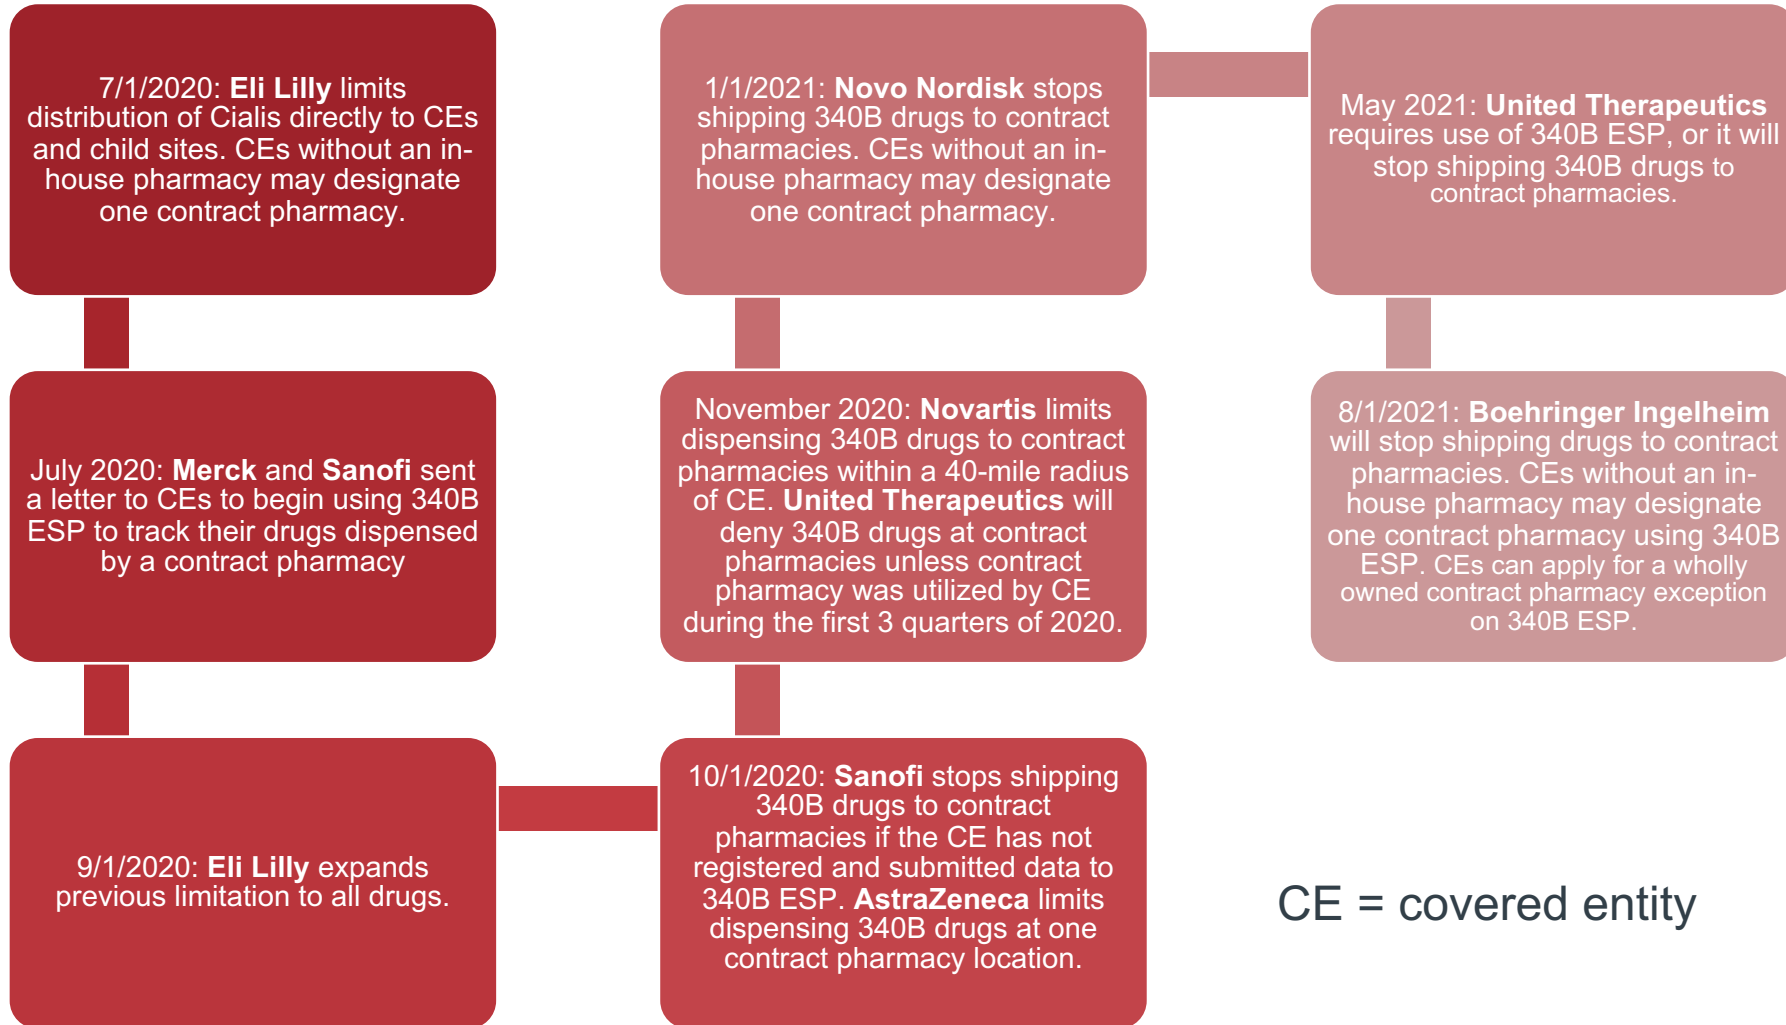 7/1/2020: Eli Lilly limits
distribution of Cialis directly to CEs
and child sites. CEs without an in-
house pharmacy may designate
one contract pharmacy.
July 2020: Merck and Sanofi sent
a letter to CEs to begin using 340B
ESP to track their drugs dispensed
by a contract pharmacy
9/1/2020: Eli Lilly expands
previous limitation to all drugs.
10/1/2020: Sanofi stops shipping
340B drugs to contract
pharmacies if the CE has not
registered and submitted data to
340B ESP. AstraZeneca limits
dispensing 340B drugs at one
contract pharmacy location.
November 2020: Novartis limits
dispensing 340B drugs to contract
pharmacies within a 40-mile radius
of CE. United Therapeutics will
deny 340B drugs at contract
pharmacies unless contract
pharmacy was utilized by CE
during the first 3 quarters of 2020.
1/1/2021: Novo Nordisk stops
shipping 340B drugs to contract
pharmacies. CEs without an in-
house pharmacy may designate
one contract pharmacy.
May 2021: United Therapeutics
requires use of 340B ESP, or it will
stop shipping 340B drugs to
contract pharmacies.
8/1/2021: Boehringer Ingelheim
will stop shipping drugs to contract
pharmacies. CEs without an in-
house pharmacy may designate
one contract pharmacy using 340B
ESP. CEs can apply for a wholly
owned contract pharmacy exception
on 340B ESP.
CE = covered entity